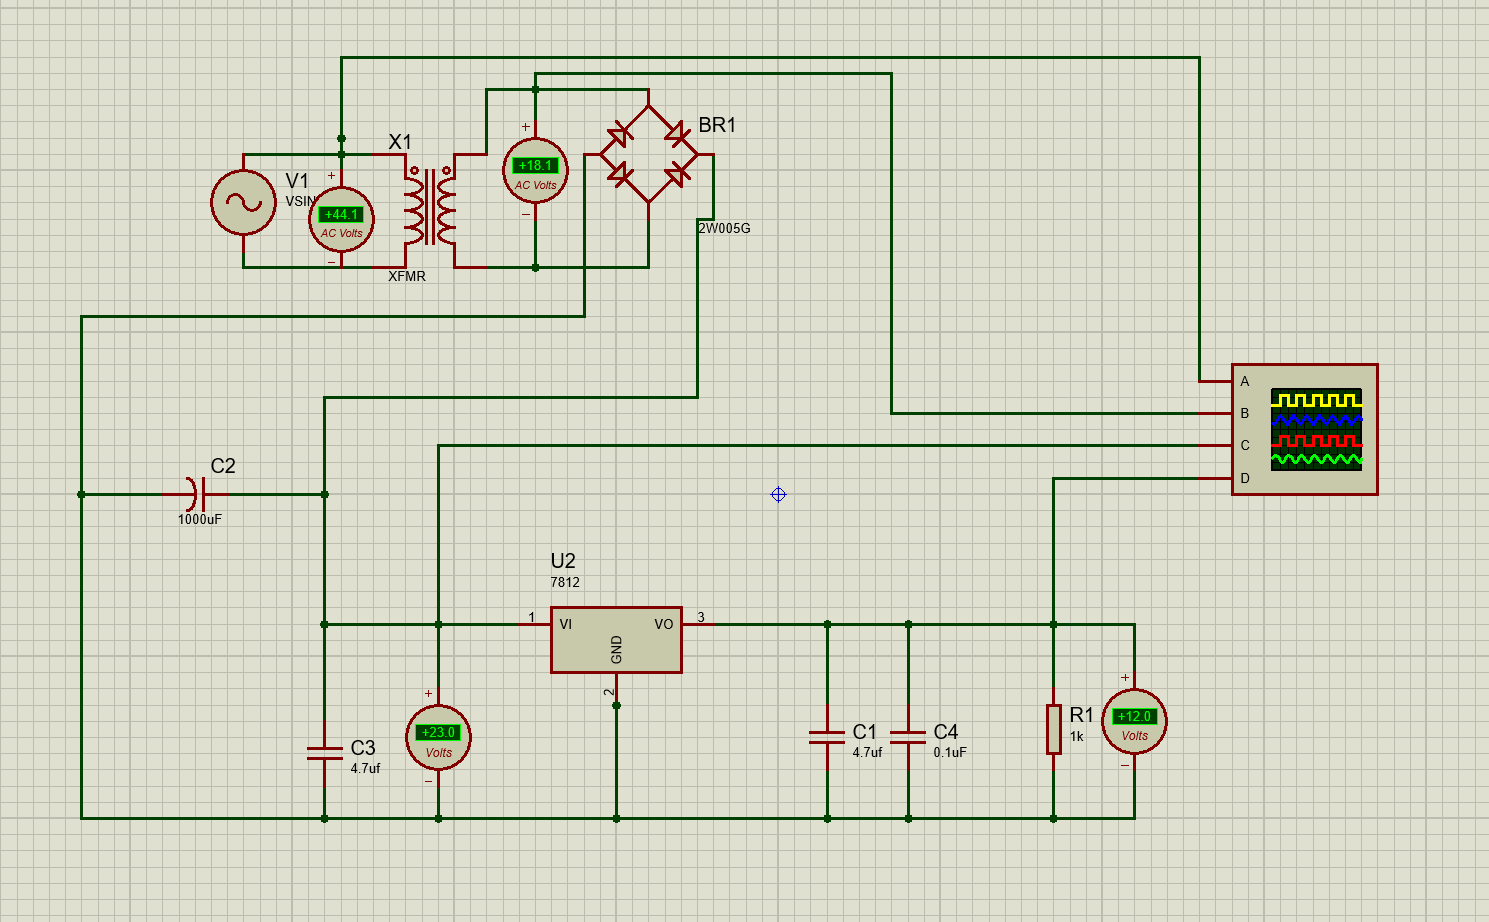 X1
XFMR
V1
VSIN
+
+44.1
AC Volts
−
+
+18.1
AC Volts
−
BR1
2W005G
A
B
C
D
C2
1000uF
U2
7812
1
VI
VO
3
GND
2
C3
4.7uf
+
+23.0
Volts
−
C1
4.7uf
C4
0.1uF
R1
1k
+
+12.0
Volts
−